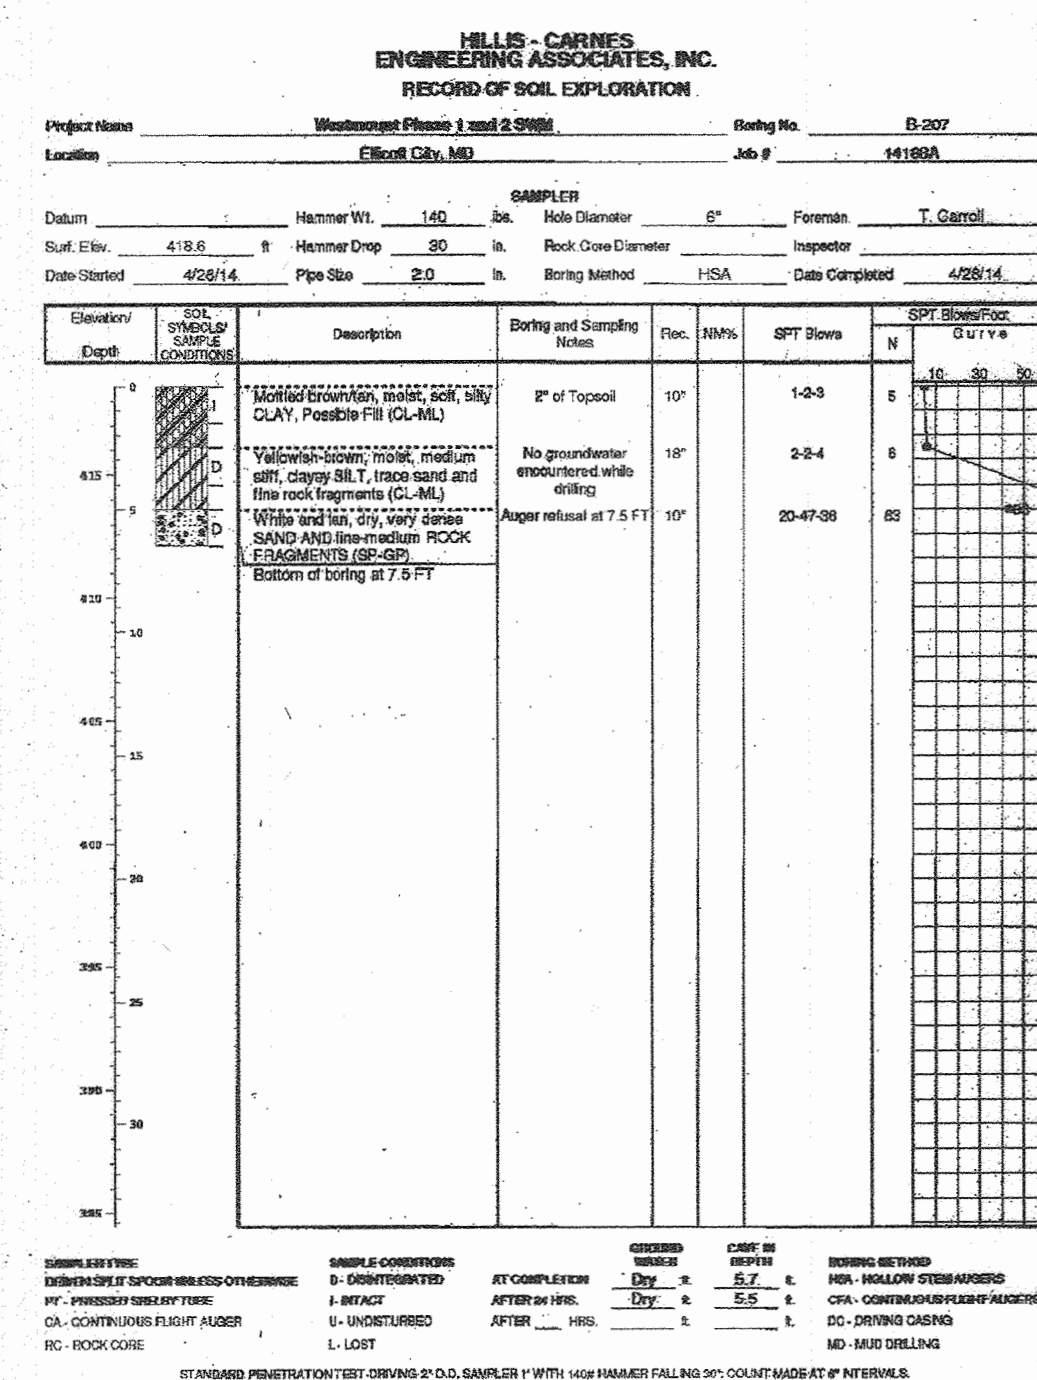 HILLIS - CARNES
ENGINEERING ASSOCIATES, INC.
RECORD OF SOIL EXPLORATION
Project Name Westmount Phase 1 and 2 SWM Boring No. B-207
Location Ellicott City, MD Job # 14188A
SAMPLER
Datum Hammer Wt. 140 lbs. Hole Diameter 6" Foreman T. Carroll
Surf. Elev. 418.6 ft Hammer Drop 30 in. Rock Core Diameter Inspector
Date Started 4/28/14 Pipe Size 2.0 in. Boring Method HSA Date Completed 4/28/14
Elevation/ Depth SOIL SYMBOLS/ SAMPLE CONDITIONS Description Boring and Sampling Notes Rec. NM% SPT Blows SPT Blows/Foot
N Curve
10 30 50
0 Mottled brown/tan, moist, soft, silty 2" of Topsoil 10" 1-2-3 5
I CLAY, Possible Fill (CL-ML)
Yellowish-brown, moist, medium No groundwater 18" 2-2-4 6
415 D stiff, clayey SILT, trace sand and encountered while
fine rock fragments (CL-ML) drilling
5 White and tan, dry, very dense Auger refusal at 7.5 FT 10" 20-47-36 83
D SAND AND fine-medium ROCK
FRAGMENTS (SP-GP)
Bottom of boring at 7.5 FT
410
10
405
15
400
20
395
25
390
30
385
GROUND WATER CAVE IN DEPTH
SAMPLER TYPE SAMPLE CONDITIONS BORING METHOD
DRIVEN SPLIT SPOON UNLESS OTHERWISE D - DISINTEGRATED AT COMPLETION Dry ft. 5.7 ft. HSA - HOLLOW STEM AUGERS
PT - PRESSED SHELBY TUBE I - INTACT AFTER 24 HRS. Dry ft. 5.5 ft. CFA - CONTINUOUS FLIGHT AUGERS
CA - CONTINUOUS FLIGHT AUGER U - UNDISTURBED AFTER ___ HRS. ft. ft. DC - DRIVING CASING
RC - ROCK CORE L - LOST MD - MUD DRILLING
STANDARD PENETRATION TEST-DRIVING 2" O.D. SAMPLER 1' WITH 140# HAMMER FALLING 30": COUNT MADE AT 6" INTERVALS.